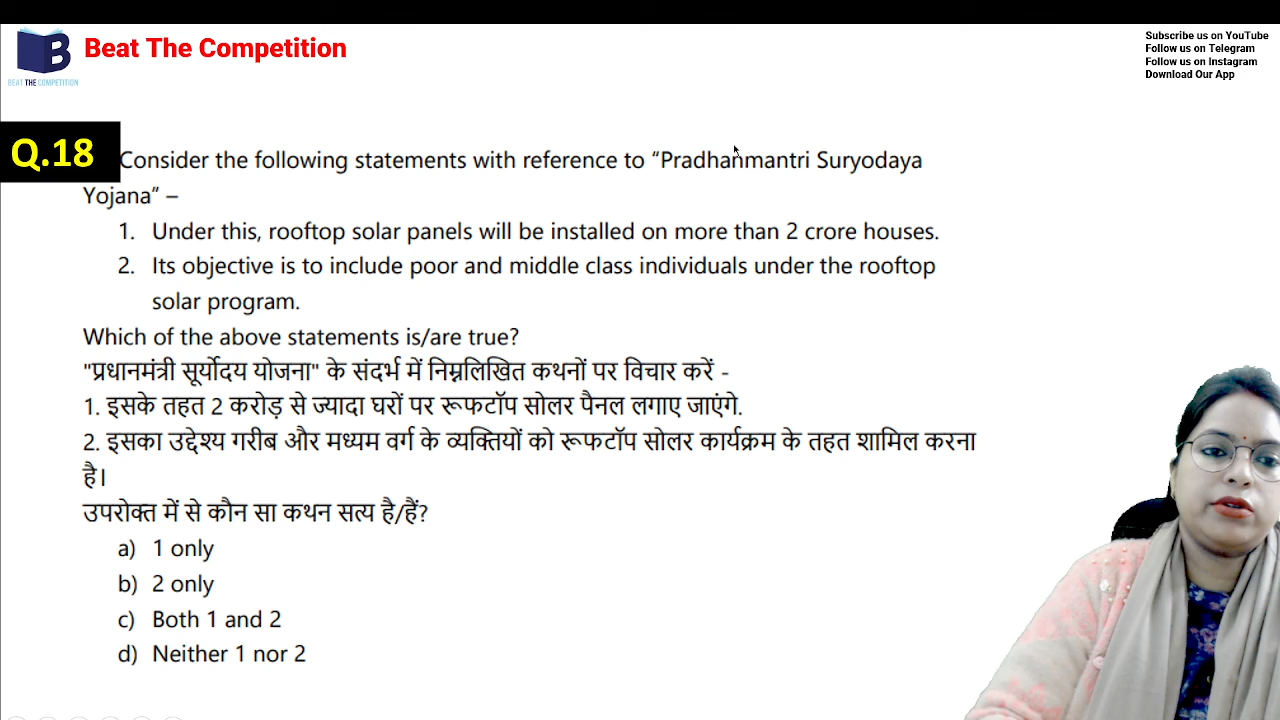 Beat The Competition
BEAT THE COMPETITION
Subscribe us on YouTube
Follow us on Telegram
Follow us on Instagram
Download Our App
Q.18
Consider the following statements with reference to “Pradhanmantri Suryodaya
Yojana” –
1. Under this, rooftop solar panels will be installed on more than 2 crore houses.
2. Its objective is to include poor and middle class individuals under the rooftop
solar program.
Which of the above statements is/are true?
"प्रधानमंत्री सूर्योदय योजना" के संदर्भ में निम्नलिखित कथनों पर विचार करें -
1. इसके तहत 2 करोड़ से ज्यादा घरों पर रूफटॉप सोलर पैनल लगाए जाएंगे.
2. इसका उद्देश्य गरीब और मध्यम वर्ग के व्यक्तियों को रूफटॉप सोलर कार्यक्रम के तहत शामिल करना
है।
उपरोक्त में से कौन सा कथन सत्य है/हैं?
a) 1 only
b) 2 only
c) Both 1 and 2
d) Neither 1 nor 2